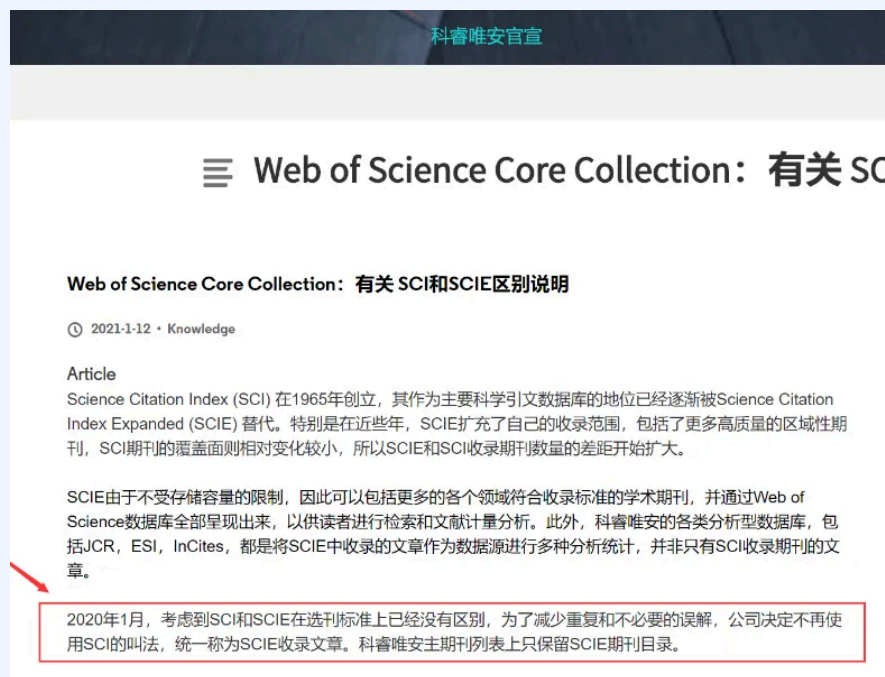 科睿唯安官宣
Web of Science Core Collection：有关 SC
Web of Science Core Collection：有关 SCI和SCIE区别说明
2021-1-12 • Knowledge
Article
Science Citation Index (SCI) 在1965年创立，其作为主要科学引文数据库的地位已经逐渐被Science Citation
Index Expanded (SCIE) 替代。特别是在近些年，SCIE扩充了自己的收录范围，包括了更多高质量的区域性期
刊，SCI期刊的覆盖面则相对变化较小，所以SCIE和SCI收录期刊数量的差距开始扩大。
SCIE由于不受存储容量的限制，因此可以包括更多的各个领域符合收录标准的学术期刊，并通过Web of
Science数据库全部呈现出来，以供读者进行检索和文献计量分析。此外，科睿唯安的各类分析型数据库，包
括JCR，ESI，InCites，都是将SCIE中收录的文章作为数据源进行多种分析统计，并非只有SCI收录期刊的文
章。
2020年1月，考虑到SCI和SCIE在选刊标准上已经没有区别，为了减少重复和不必要的误解，公司决定不再使
用SCI的叫法，统一称为SCIE收录文章。科睿唯安主期刊列表上只保留SCIE期刊目录。